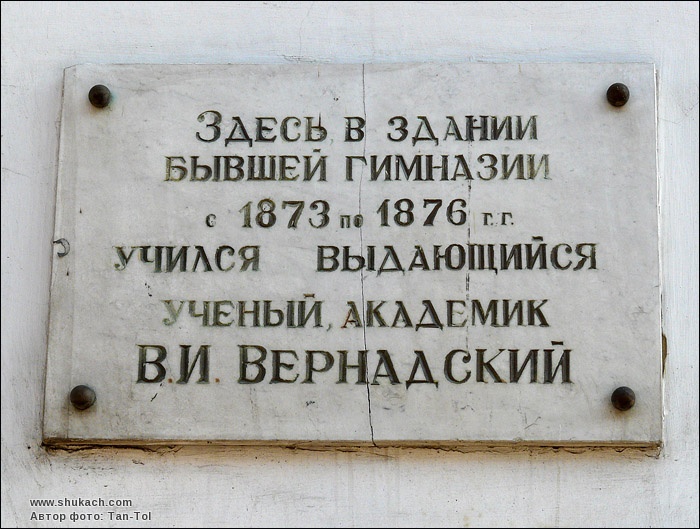 Здесь, в здании
бывшей гимназии
с 1873 по 1876 г.г.
учился выдающийся
ученый, академик
В.И. Вернадский
www.shukach.com
Автор фото: Tan-Tol